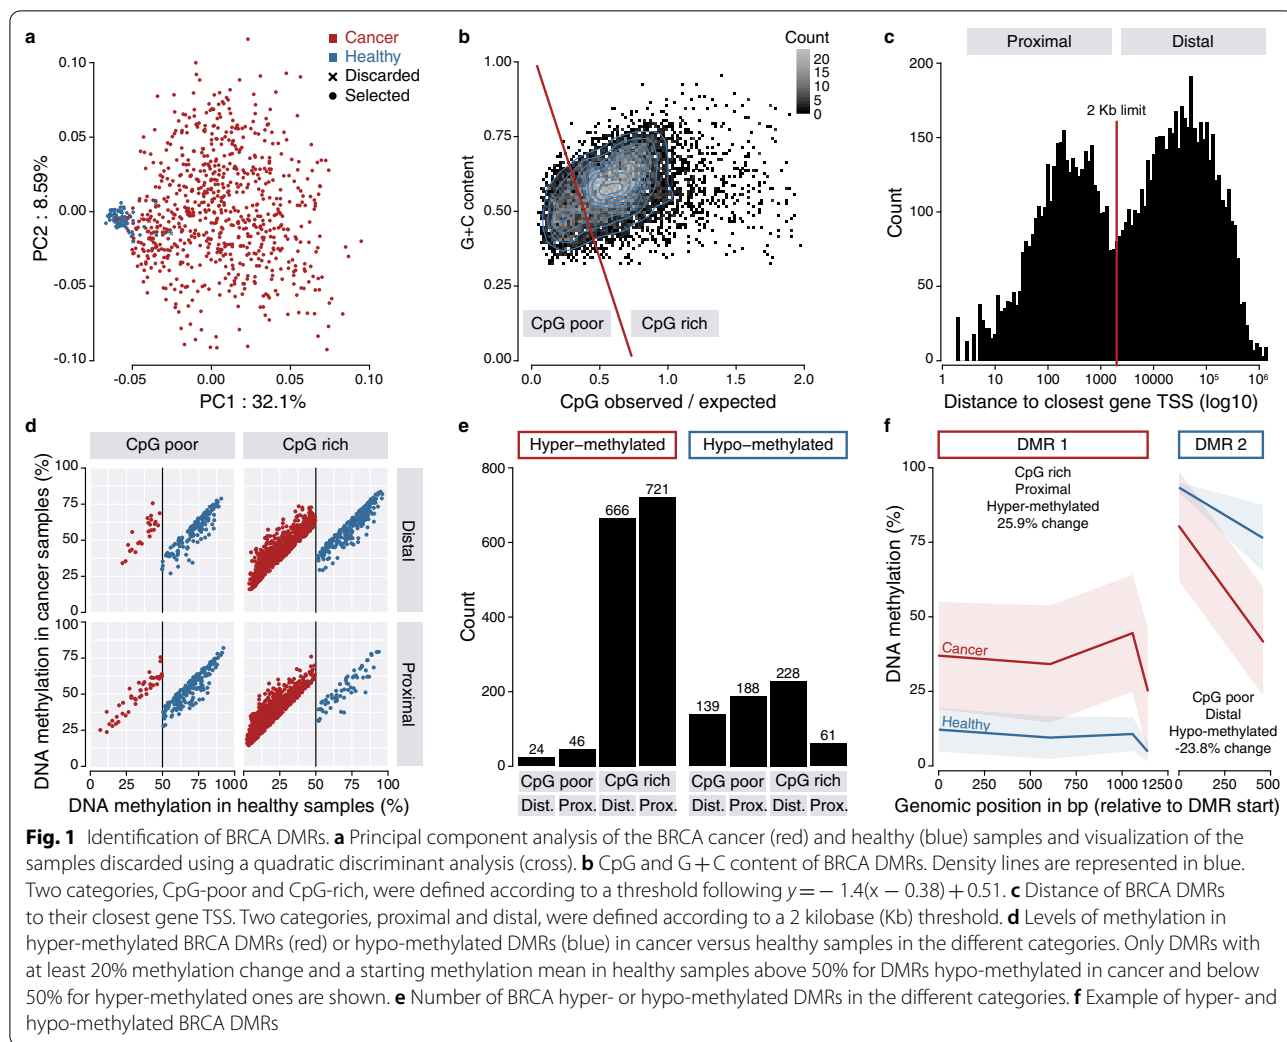 a
Cancer
Healthy
Discarded
Selected
0.10
0.05
0.00
-0.05
-0.10
PC2 : 8.59%
-0.05 0.00 0.05 0.10
PC1 : 32.1%
b
Count
20
15
10
5
0
1.00
0.75
0.50
0.25
0.00
G+C content
CpG poor
CpG rich
0.0 0.5 1.0 1.5 2.0
CpG observed / expected
c
Proximal
Distal
2 Kb limit
200
150
100
50
0
Count
1 10 100 1000 10000 10⁵ 10⁶
Distance to closest gene TSS (log10)
d
CpG poor
CpG rich
100
75
50
25
0
Distal
100
75
50
25
0
Proximal
DNA methylation in cancer samples (%)
0 25 50 75 100 0 25 50 75 100
DNA methylation in healthy samples (%)
e
Hyper-methylated
Hypo-methylated
800
600
400
200
0
Count
24 46 666 721 139 188 228 61
CpG poor CpG rich CpG poor CpG rich
Dist. Prox. Dist. Prox. Dist. Prox. Dist. Prox.
f
DMR 1
DMR 2
CpG rich
Proximal
Hyper-methylated
25.9% change
100
75
50
25
0
DNA methylation (%)
Cancer
Healthy
CpG poor
Distal
Hypo-methylated
-23.8% change
0 250 500 750 1000 1250 0 250 500
Genomic position in bp (relative to DMR start)
Fig. 1 Identification of BRCA DMRs. a Principal component analysis of the BRCA cancer (red) and healthy (blue) samples and visualization of the
samples discarded using a quadratic discriminant analysis (cross). b CpG and G + C content of BRCA DMRs. Density lines are represented in blue.
Two categories, CpG-poor and CpG-rich, were defined according to a threshold following y = − 1.4(x − 0.38) + 0.51. c Distance of BRCA DMRs
to their closest gene TSS. Two categories, proximal and distal, were defined according to a 2 kilobase (Kb) threshold. d Levels of methylation in
hyper-methylated BRCA DMRs (red) or hypo-methylated DMRs (blue) in cancer versus healthy samples in the different categories. Only DMRs with
at least 20% methylation change and a starting methylation mean in healthy samples above 50% for DMRs hypo-methylated in cancer and below
50% for hyper-methylated ones are shown. e Number of BRCA hyper- or hypo-methylated DMRs in the different categories. f Example of hyper- and
hypo-methylated BRCA DMRs